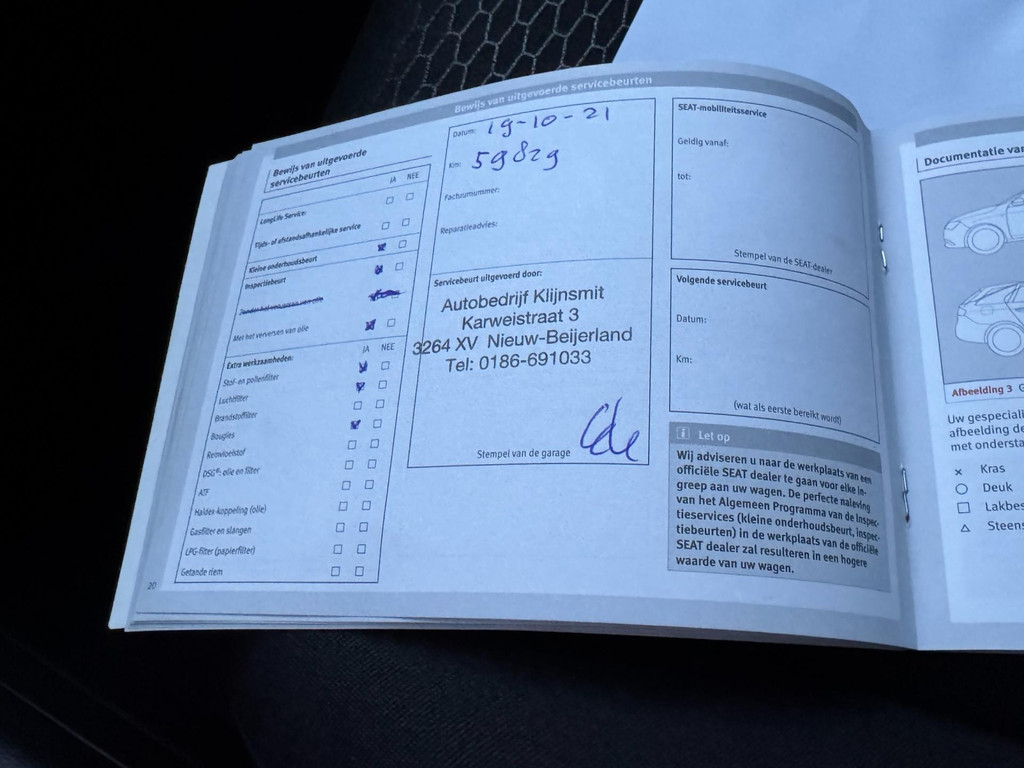 Bewijs van uitgevoerde servicebeurten
Bewijs van uitgevoerde
servicebeurten
JA NEE
LongLife Service:
Tijds- of afstandsafhankelijke service
Kleine onderhoudsbeurt
Inspectiebeurt
Zonder het verversen van olie
Met het verversen van olie
Extra werkzaamheden: JA NEE
Stof- en pollenfilter
Luchtfilter
Brandstoffilter
Bougies
Remvloeistof
DSG®: olie en filter
ATF
Haldex-koppeling (olie)
Gasfilter en slangen
LPG-filter (papierfilter)
Getande riem
20
Datum: 19-10-21
Km: 59829
Factuurnummer:
Reparatieadvies:
Servicebeurt uitgevoerd door:
Autobedrijf Klijnsmit
Karweistraat 3
3264 XV Nieuw-Beijerland
Tel: 0186-691033
Stempel van de garage
SEAT-mobiliteitsservice
Geldig vanaf:
tot:
Stempel van de SEAT-dealer
Volgende servicebeurt
Datum:
Km:
(wat als eerste bereikt wordt)
Let op
Wij adviseren u naar de werkplaats van een
officiële SEAT dealer te gaan voor elke in-
greep aan uw wagen. De perfecte naleving
van het Algemeen Programma van de Inspec-
tieservices (kleine onderhoudsbeurt, inspec-
tiebeurten) in de werkplaats van de officiële
SEAT dealer zal resulteren in een hogere
waarde van uw wagen.
Documentatie van
Afbeelding 3 G
Uw gespeciali
afbeelding de
met ondersta
× Kras
Deuk
Lakbes
Steens